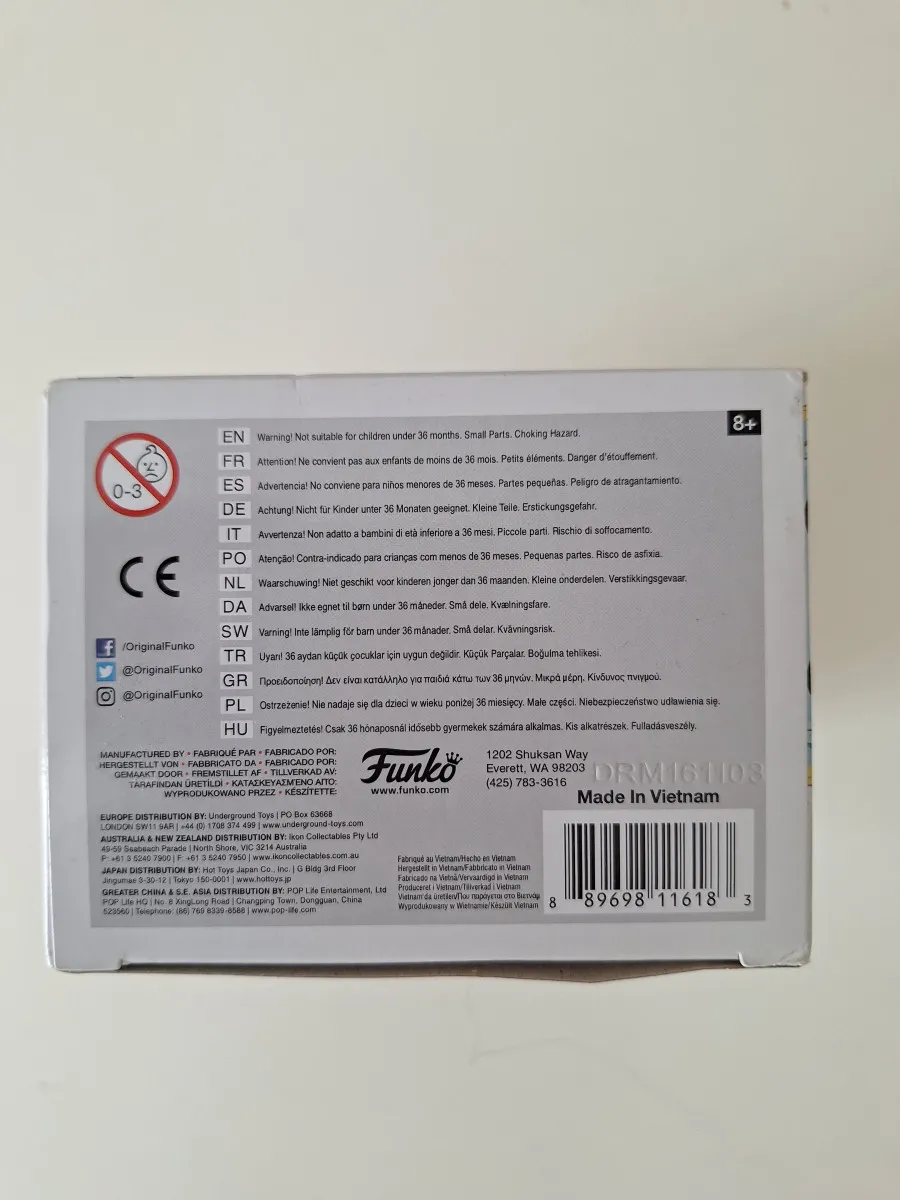 8+
0-3
EN Warning! Not suitable for children under 36 months. Small Parts. Choking Hazard.
FR Attention! Ne convient pas aux enfants de moins de 36 mois. Petits éléments. Danger d'étouffement.
ES Advertencia! No conviene para niños menores de 36 meses. Partes pequeñas. Peligro de atragantamiento.
DE Achtung! Nicht für Kinder unter 36 Monaten geeignet. Kleine Teile. Erstickungsgefahr.
IT Avvertenza! Non adatto a bambini di età inferiore a 36 mesi. Piccole parti. Rischio di soffocamento.
PO Atenção! Contra-indicado para crianças com menos de 36 meses. Pequenas partes. Risco de asfixia.
NL Waarschuwing! Niet geschikt voor kinderen jonger dan 36 maanden. Kleine onderdelen. Verstikkingsgevaar.
DA Advarsel! Ikke egnet til børn under 36 måneder. Små dele. Kvælningsfare.
SW Varning! Inte lämplig för barn under 36 månader. Små delar. Kvävningsrisk.
TR Uyarı! 36 aydan küçük çocuklar için uygun değildir. Küçük Parçalar. Boğulma tehlikesi.
GR Προειδοποίηση! Δεν είναι κατάλληλο για παιδιά κάτω των 36 μηνών. Μικρά μέρη. Κίνδυνος πνιγμού.
PL Ostrzeżenie! Nie nadaje się dla dzieci w wieku poniżej 36 miesięcy. Małe części. Niebezpieczeństwo udławienia się.
HU Figyelmeztetés! Csak 36 hónaposnál idősebb gyermekek számára alkalmas. Kis alkatrészek. Fulladásveszély.
CE
/OriginalFunko
@OriginalFunko
@OriginalFunko
MANUFACTURED BY • FABRIQUÉ PAR • FABRICADO POR:
HERGESTELLT VON • FABBRICATO DA • FABRICADO POR:
GEMAAKT DOOR • FREMSTILLET AF • TILLVERKAD AV:
TARAFINDAN ÜRETİLDİ • ΚΑΤΑΣΚΕΥΑΣΜΕΝΟ ΑΠΟ:
WYPRODUKOWANO PRZEZ • KÉSZÍTETTE:
Funko
www.funko.com
1202 Shuksan Way
Everett, WA 98203
(425) 783-3616
DRM161103
Made In Vietnam
EUROPE DISTRIBUTION BY: Underground Toys | PO Box 63668
LONDON SW11 9AR | +44 (0) 1708 374 499 | www.underground-toys.com
AUSTRALIA & NEW ZEALAND DISTRIBUTION BY: Ikon Collectables Pty Ltd
49-59 Seabeach Parade | North Shore, VIC 3214 Australia
P: +61 3 5240 7900 | F: +61 3 5240 7950 | www.ikoncollectables.com.au
JAPAN DISTRIBUTION BY: Hot Toys Japan Co., Inc. | G Bldg 3rd Floor
Jingumae 3-30-12 | Tokyo 150-0001 | www.hottoys.jp
GREATER CHINA & S.E. ASIA DISTRIBUTION BY: POP Life Entertainment, Ltd
POP Life HQ | No. 8 XingLong Road | Changping Town, Dongguan, China
523560 | Telephone: (86) 769 8339 6586 | www.pop-life.com
Fabriqué au Vietnam/Hecho en Vietnam
Hergestellt in Vietnam/Fabbricato in Vietnam
Fabricado na Vietnã/Vervaardigd in Vietnam
Produceret i Vietnam/Tillverkad i Vietnam
Vietnam'da üretilen/Που παράγεται στο Βιετνάμ
Wyprodukowany w Wietnamie/Készült Vietnam
8 89698 11618 3